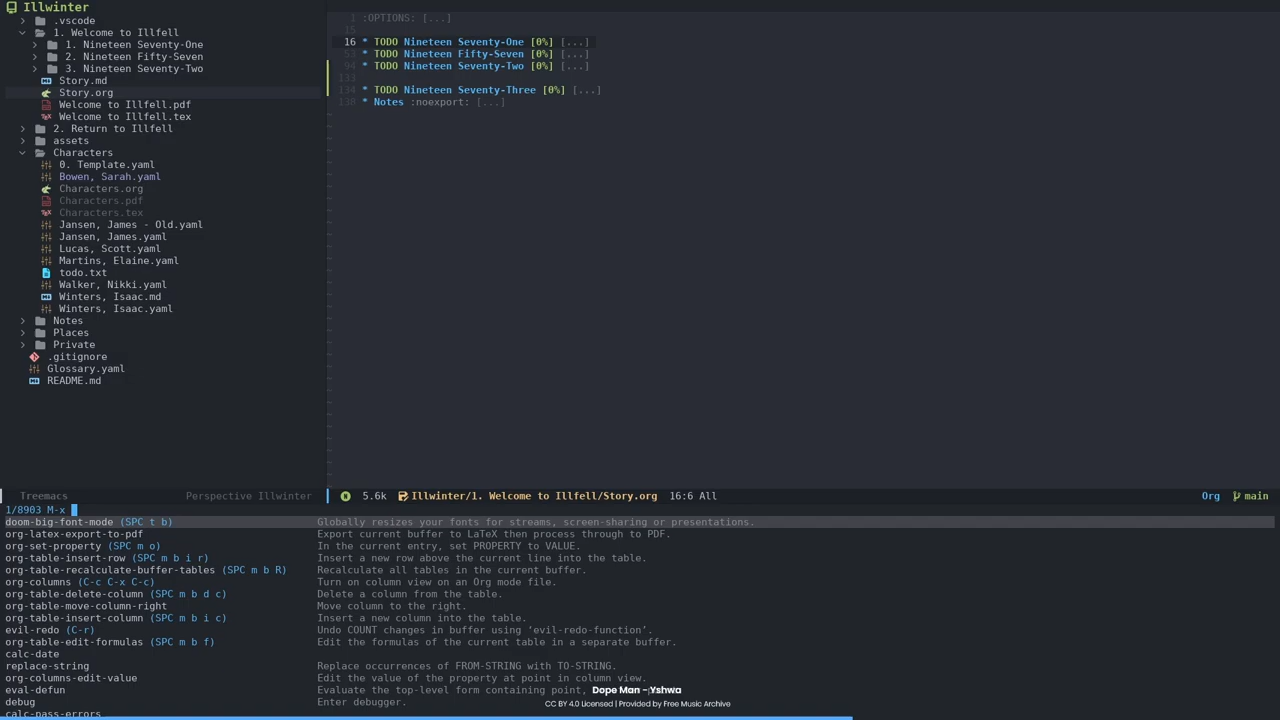 Illwinter
.vscode
1. Welcome to Illfell
1. Nineteen Seventy-One
2. Nineteen Fifty-Seven
3. Nineteen Seventy-Two
Story.md
Story.org
Welcome to Illfell.pdf
Welcome to Illfell.tex
2. Return to Illfell
assets
Characters
0. Template.yaml
Bowen, Sarah.yaml
Characters.org
Characters.pdf
Characters.tex
Jansen, James - Old.yaml
Jansen, James.yaml
Lucas, Scott.yaml
Martins, Elaine.yaml
todo.txt
Walker, Nikki.yaml
Winters, Isaac.md
Winters, Isaac.yaml
Notes
Places
Private
.gitignore
Glossary.yaml
README.md
1 :OPTIONS: [...]
15
16 * TODO Nineteen Seventy-One [0%] [...]
53 * TODO Nineteen Fifty-Seven [0%] [...]
94 * TODO Nineteen Seventy-Two [0%] [...]
133
134 * TODO Nineteen Seventy-Three [0%] [...]
138 * Notes :noexport: [...]
Treemacs Perspective Illwinter
N 5.6k Illwinter/1. Welcome to Illfell/Story.org 16:6 All Org main
1/8903 M-x
doom-big-font-mode (SPC t b) Globally resizes your fonts for streams, screen-sharing or presentations.
org-latex-export-to-pdf Export current buffer to LaTeX then process through to PDF.
org-set-property (SPC m o) In the current entry, set PROPERTY to VALUE.
org-table-insert-row (SPC m b i r) Insert a new row above the current line into the table.
org-table-recalculate-buffer-tables (SPC m b R) Recalculate all tables in the current buffer.
org-columns (C-c C-x C-c) Turn on column view on an Org mode file.
org-table-delete-column (SPC m b d c) Delete a column from the table.
org-table-move-column-right Move column to the right.
org-table-insert-column (SPC m b i c) Insert a new column into the table.
evil-redo (C-r) Undo COUNT changes in buffer using ‘evil-redo-function’.
org-table-edit-formulas (SPC m b f) Edit the formulas of the current table in a separate buffer.
calc-date
replace-string Replace occurrences of FROM-STRING with TO-STRING.
org-columns-edit-value Edit the value of the property at point in column view.
eval-defun Evaluate the top-level form containing point,
Dope Man - Yshwa
debug Enter debugger.
CC BY 4.0 Licensed | Provided by Free Music Archive
calc-pass-errors